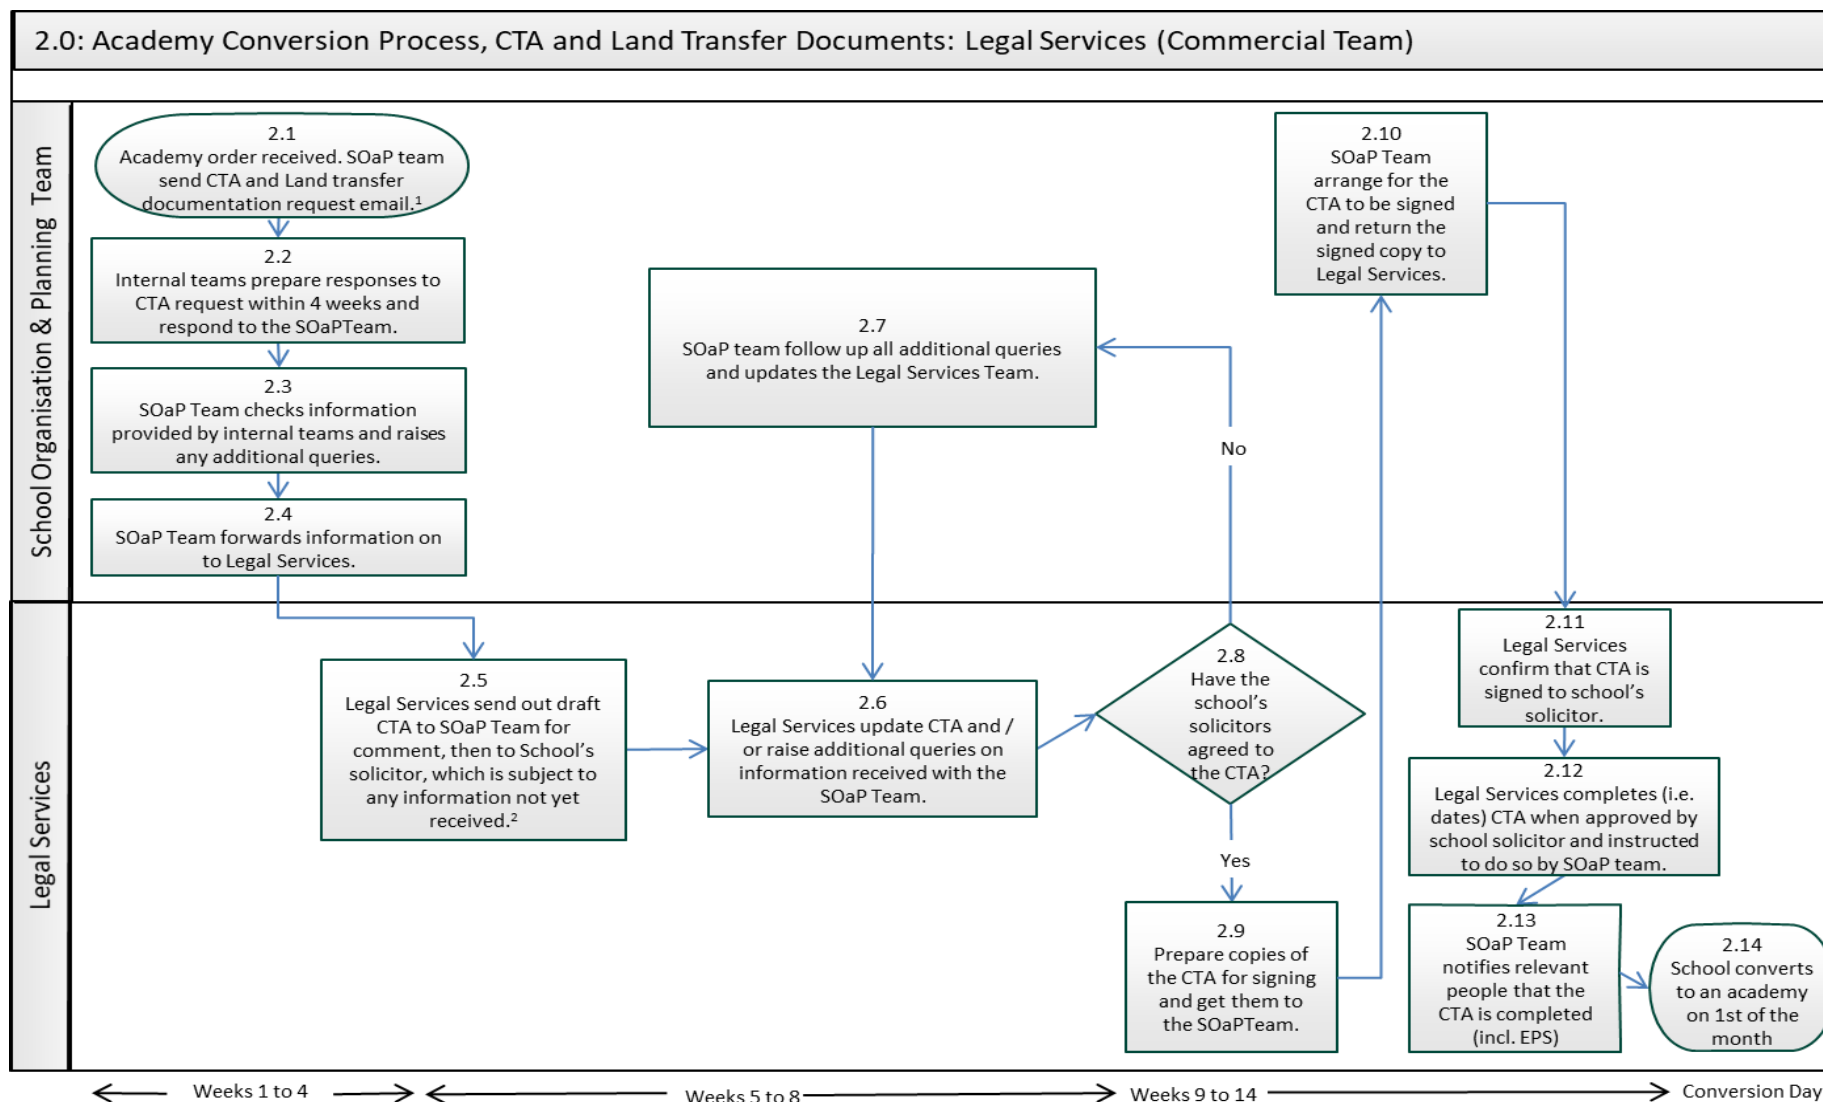 2.0: Academy Conversion Process, CTA and Land Transfer Documents: Legal Services (Commercial Team)
School Organisation & Planning Team
2.1
Academy order received. SOaP team
send CTA and Land transfer
documentation request email.¹
2.2
Internal teams prepare responses to
CTA request within 4 weeks and
respond to the SOaPTeam.
2.3
SOaP Team checks information
provided by internal teams and raises
any additional queries.
2.4
SOaP Team forwards information on
to Legal Services.
2.7
SOaP team follow up all additional queries
and updates the Legal Services Team.
No
2.10
SOaP Team
arrange for the
CTA to be signed
and return the
signed copy to
Legal Services.
Legal Services
2.5
Legal Services send out draft
CTA to SOaP Team for
comment, then to School's
solicitor, which is subject to
any information not yet
received.²
2.6
Legal Services update CTA and /
or raise additional queries on
information received with the
SOaP Team.
2.8
Have the
school's
solicitors
agreed to
the CTA?
Yes
2.9
Prepare copies of
the CTA for signing
and get them to
the SOaPTeam.
2.11
Legal Services
confirm that CTA is
signed to school's
solicitor.
2.12
Legal Services completes (i.e.
dates) CTA when approved by
school solicitor and instructed
to do so by SOaP team.
2.13
SOaP Team
notifies relevant
people that the
CTA is completed
(incl. EPS)
2.14
School converts
to an academy
on 1st of the
month
Weeks 1 to 4
Weeks 5 to 8
Weeks 9 to 14
Conversion Day